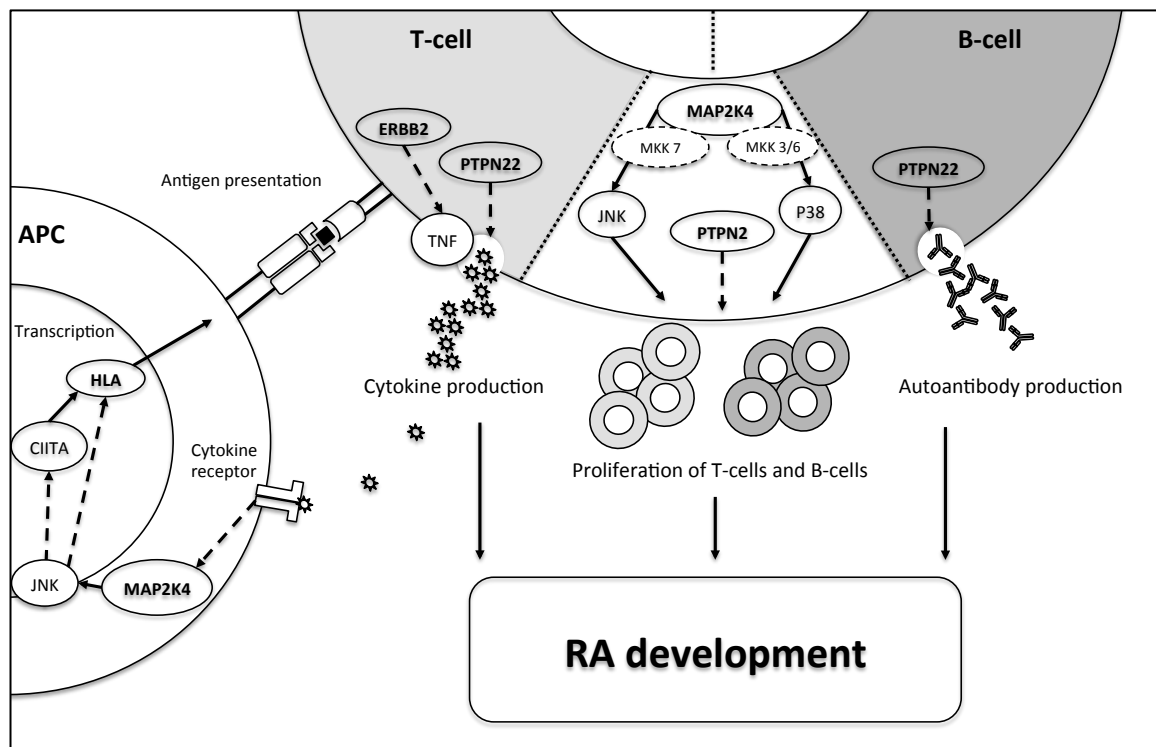 T-cell
B-cell
ERBB2
PTPN22
TNF
MAP2K4
MKK 7
MKK 3/6
JNK
P38
PTPN2
PTPN22
Antigen presentation
APC
Transcription
HLA
CIITA
Cytokine
receptor
JNK
MAP2K4
Cytokine production
Proliferation of T-cells and B-cells
Autoantibody production
RA development